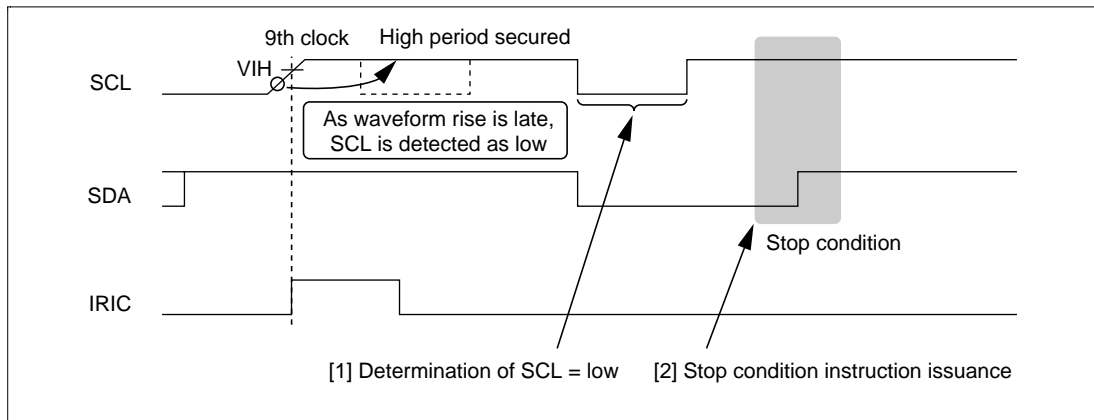 9th clock
High period secured
VIH
SCL
As waveform rise is late,
SCL is detected as low
SDA
Stop condition
IRIC
[1] Determination of SCL = low
[2] Stop condition instruction issuance